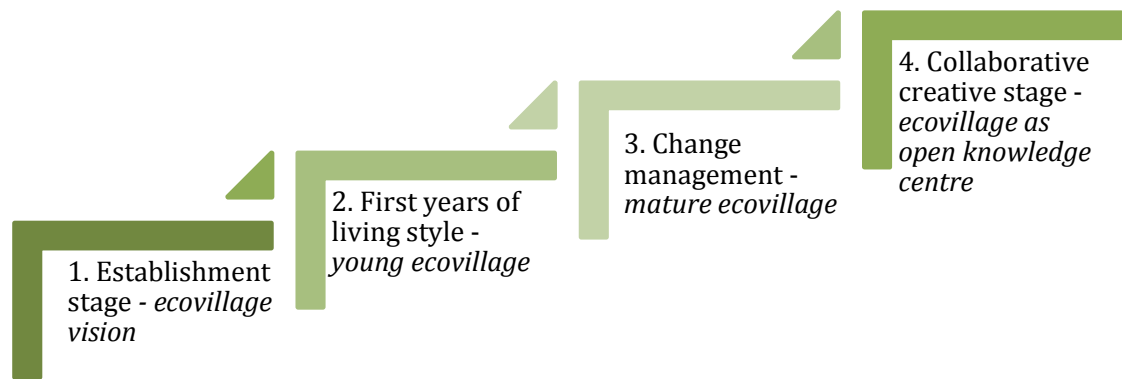 1. Establishment
stage - ecovillage
vision
2. First years of
living style -
young ecovillage
3. Change
management -
mature ecovillage
4. Collaborative
creative stage -
ecovillage as
open knowledge
centre